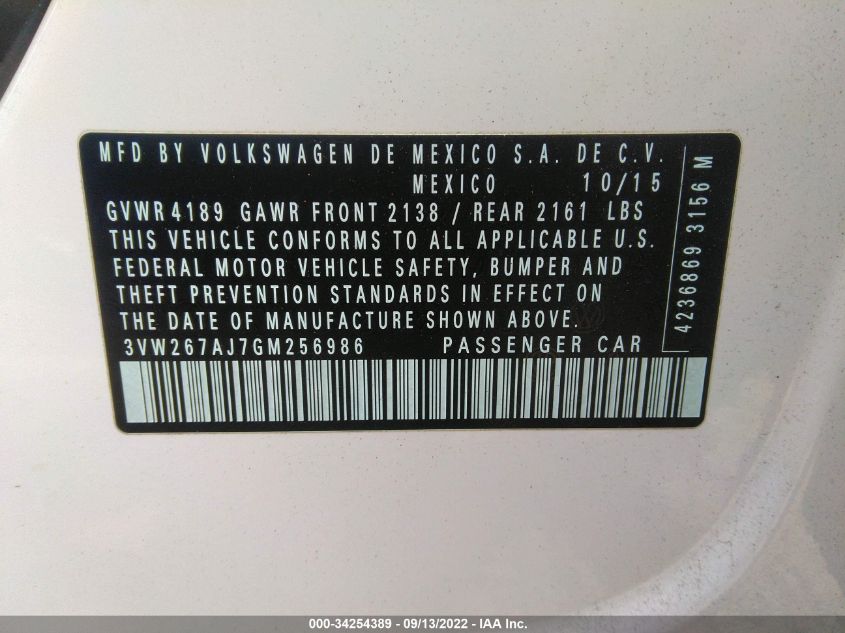 MFD BY VOLKSWAGEN DE MEXICO S.A. DE C.V.
MEXICO 10/15
GVWR 4189 GAWR FRONT 2138 / REAR 2161 LBS
THIS VEHICLE CONFORMS TO ALL APPLICABLE U.S.
FEDERAL MOTOR VEHICLE SAFETY, BUMPER AND
THEFT PREVENTION STANDARDS IN EFFECT ON
THE DATE OF MANUFACTURE SHOWN ABOVE.
3VW267AJ7GM256986 PASSENGER CAR
4236869 3156 M
000-34254389 - 09/13/2022 - IAA Inc.